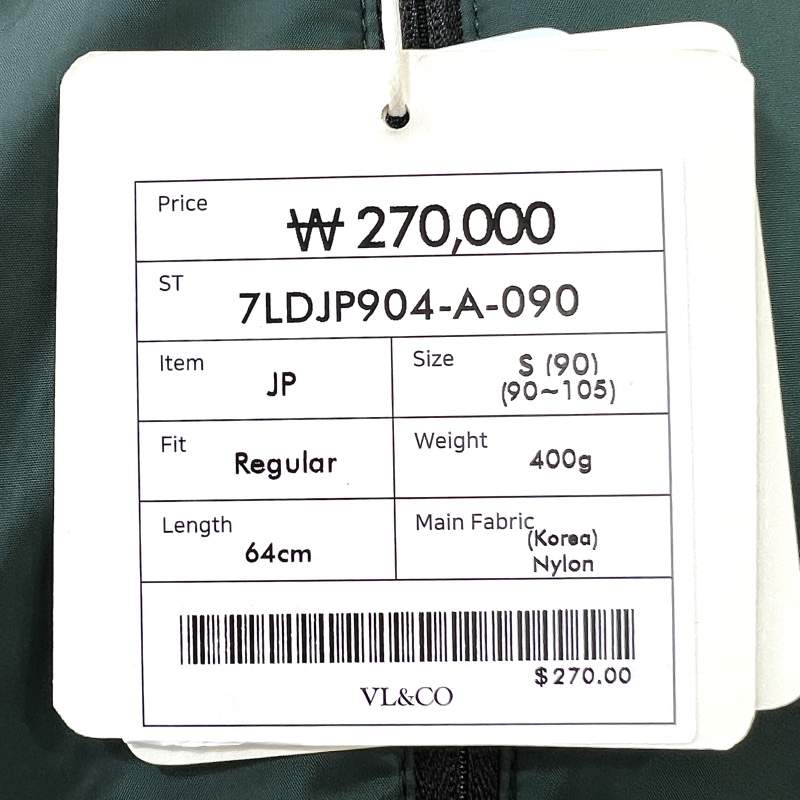 Price
₩ 270,000
ST
7LDJP904-A-090
Item
JP
Size
S (90)
(90~105)
Fit
Regular
Weight
400g
Length
64cm
Main Fabric
(Korea)
Nylon
$270.00
VL&CO